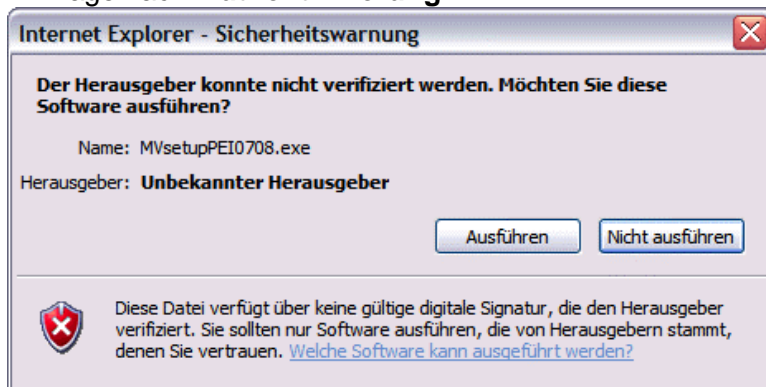 Internet Explorer - Sicherheitswarnung
Der Herausgeber konnte nicht verifiziert werden. Möchten Sie diese
Software ausführen?
Name: MVsetupPEI0708.exe
Herausgeber: Unbekannter Herausgeber
Ausführen Nicht ausführen
Diese Datei verfügt über keine gültige digitale Signatur, die den Herausgeber
verifiziert. Sie sollten nur Software ausführen, die von Herausgebern stammt,
denen Sie vertrauen. Welche Software kann ausgeführt werden?